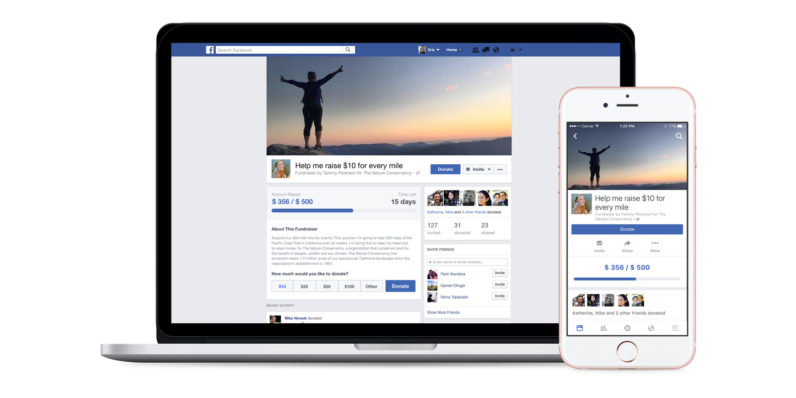 f Search Facebook
Eric Home
Help me raise $10 for every mile
Fundraiser by Tammy Peterson for The Nature Conservancy
Donate Invite
Amount Raised Time Left
$ 356 / $ 500 15 days
About This Fundraiser
How much would you like to donate?
$10 $25 $50 $100 Other Donate
RECENT ACTIVITY
Mike Nowak donated
Katherine, Mike and 3 other friends donated
127 31 23
invited donated shared
INVITE FRIENDS
Enter name or email address...
Invite
Garrett Olinger Invite
Raina Takahashi Invite
Show More Friends
Carrier 1:20 PM 77%
Help me raise $10 for
every mile
Fundraiser by Tammy Peterson for
The Nature Conservancy
Donate
Invite Share More
$ 356 / $ 500
Katherine, Mike and 3 other friends donated